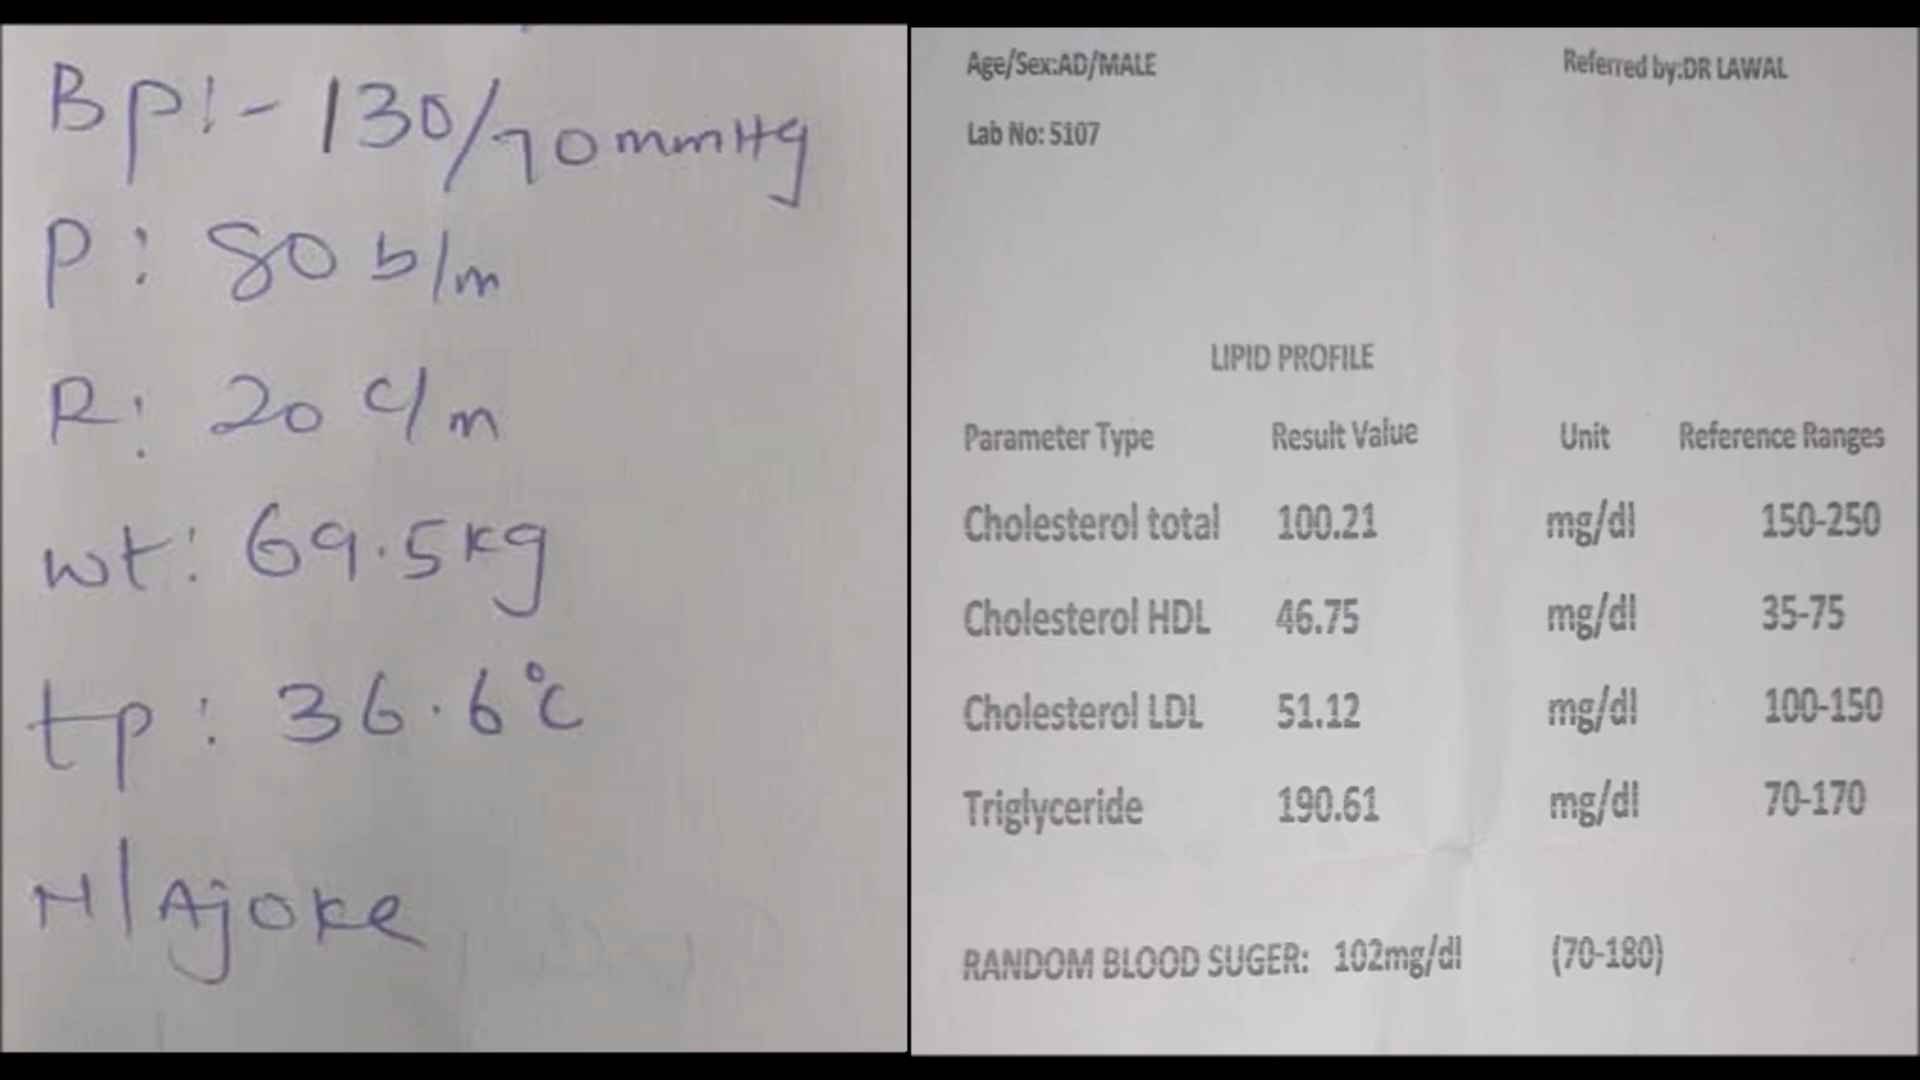 Bp:- 130/70mmHg
P: 80 b/m
R: 20 c/m
wt: 69.5kg
tp: 36.6°c
N/Ajoke
Age/Sex:AD/MALE Referred by:DR LAWAL
Lab No: 5107
LIPID PROFILE
Parameter Type Result Value Unit Reference Ranges
Cholesterol total 100.21 mg/dl 150-250
Cholesterol HDL 46.75 mg/dl 35-75
Cholesterol LDL 51.12 mg/dl 100-150
Triglyceride 190.61 mg/dl 70-170
RANDOM BLOOD SUGER: 102mg/dl (70-180)